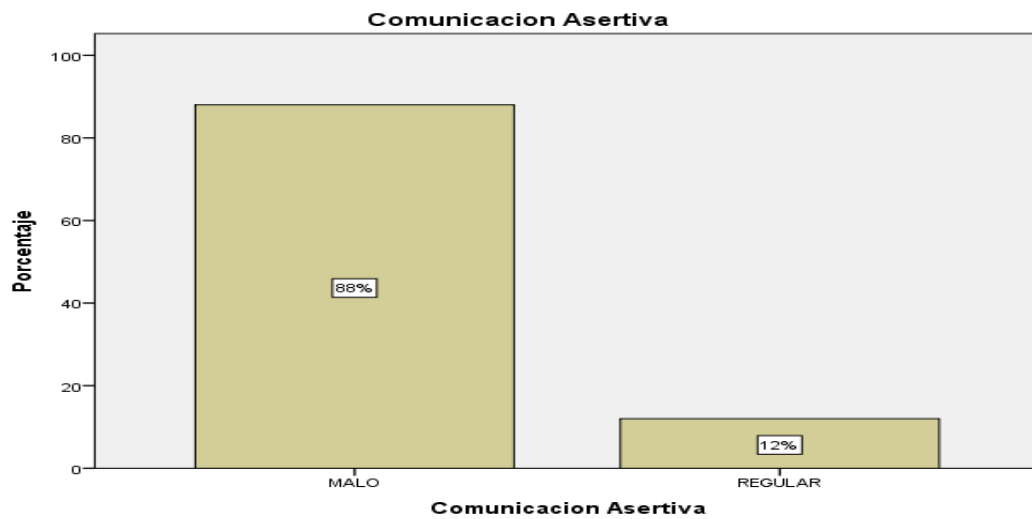 Comunicacion Asertiva
Porcentaje
100
80
60
40
20
0
88%
12%
MALO
REGULAR
Comunicacion Asertiva